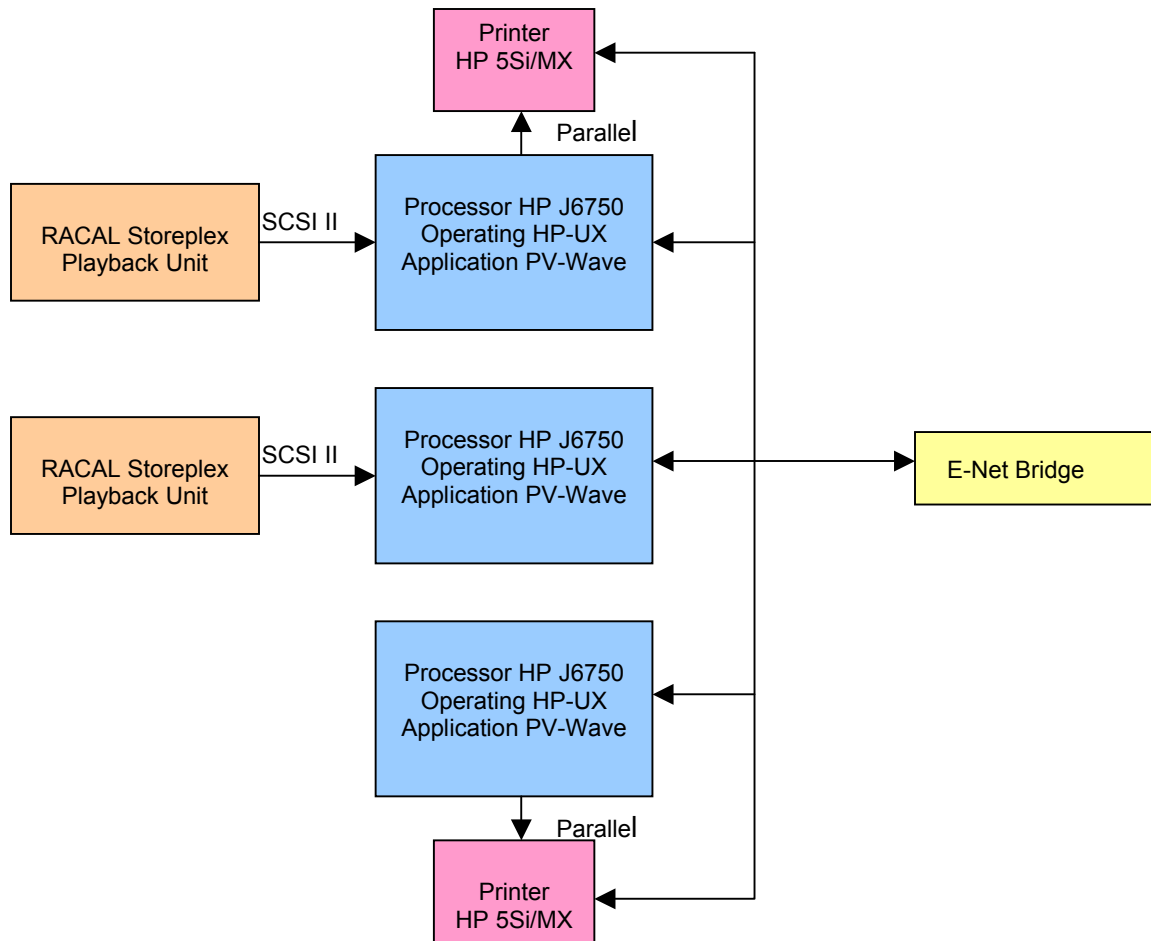 Printer
HP 5Si/MX
Parallel
RACAL Storeplex
Playback Unit
SCSI II
Processor HP J6750
Operating HP-UX
Application PV-Wave
RACAL Storeplex
Playback Unit
SCSI II
Processor HP J6750
Operating HP-UX
Application PV-Wave
E-Net Bridge
Processor HP J6750
Operating HP-UX
Application PV-Wave
Parallel
Printer
HP 5Si/MX